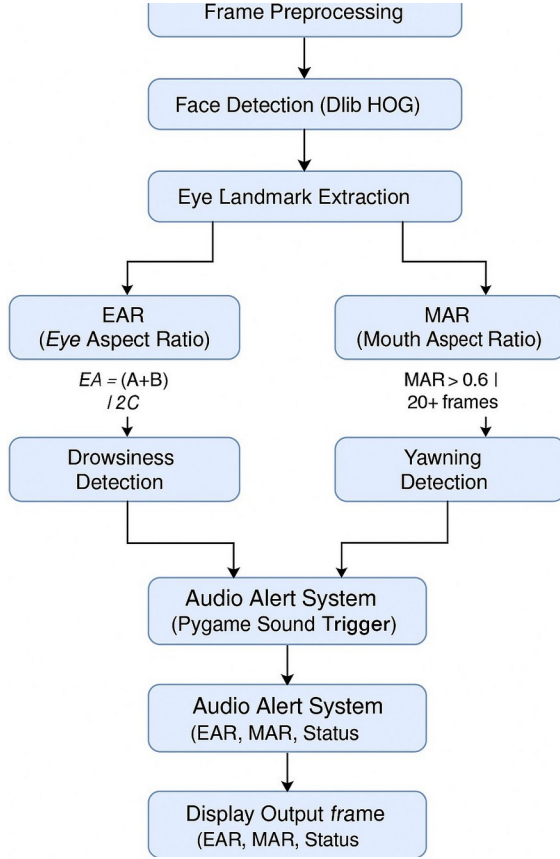 Frame Preprocessing
Face Detection (Dlib HOG)
Eye Landmark Extraction
EAR
(Eye Aspect Ratio)
MAR
(Mouth Aspect Ratio)
EA = (A+B)
/ 2C
MAR > 0.6 |
20+ frames
Drowsiness
Detection
Yawning
Detection
Audio Alert System
(Pygame Sound Trigger)
Audio Alert System
(EAR, MAR, Status
Display Output frame
(EAR, MAR, Status